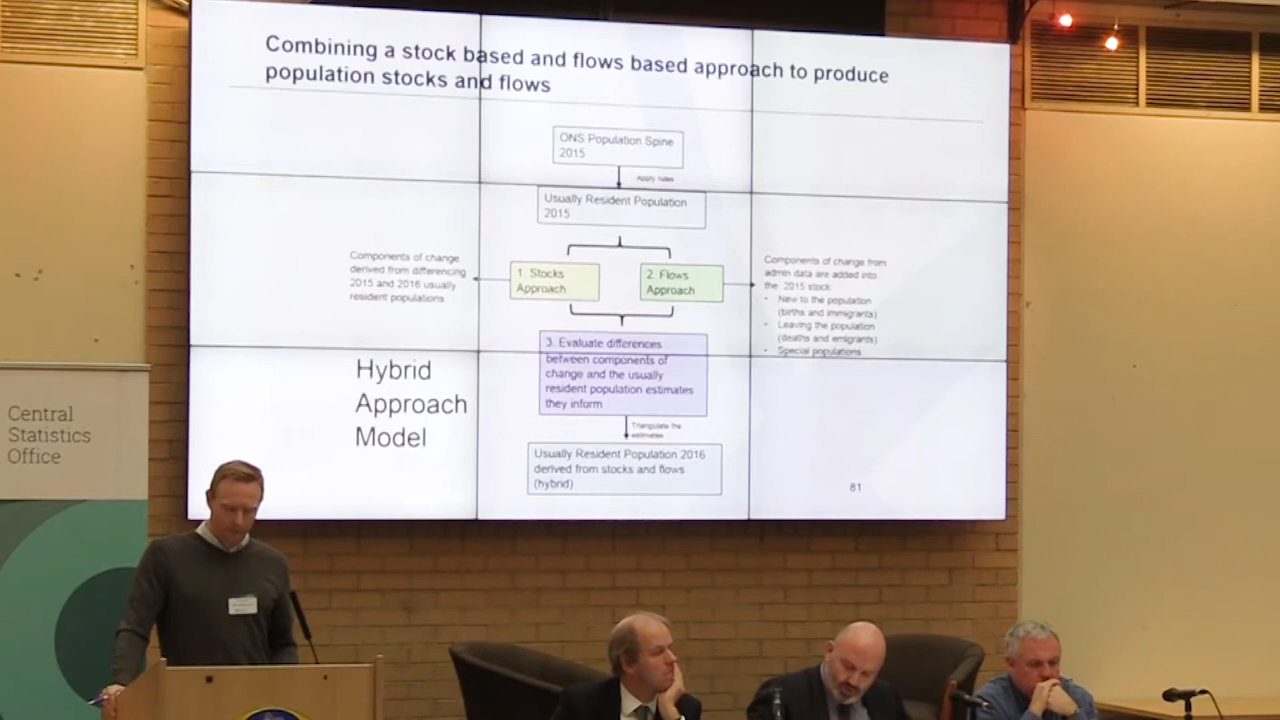 Combining a stock based and flows based approach to produce
population stocks and flows
ONS Population Spine
2015
Apply rules
Usually Resident Population
2015
Components of change
derived from differencing
2015 and 2016 usually
resident populations
1. Stocks
Approach
2. Flows
Approach
Components of change from
admin data are added into
the 2015 stock:
- New to the population
(births and immigrants)
- Leaving the population
(deaths and emigrants)
- Special populations
3. Evaluate differences
between components of
change and the usually
resident population estimates
they inform
Hybrid
Approach
Model
Triangulate the
estimates
Usually Resident Population 2016
derived from stocks and flows
(hybrid)
81
Central
Statistics
Office